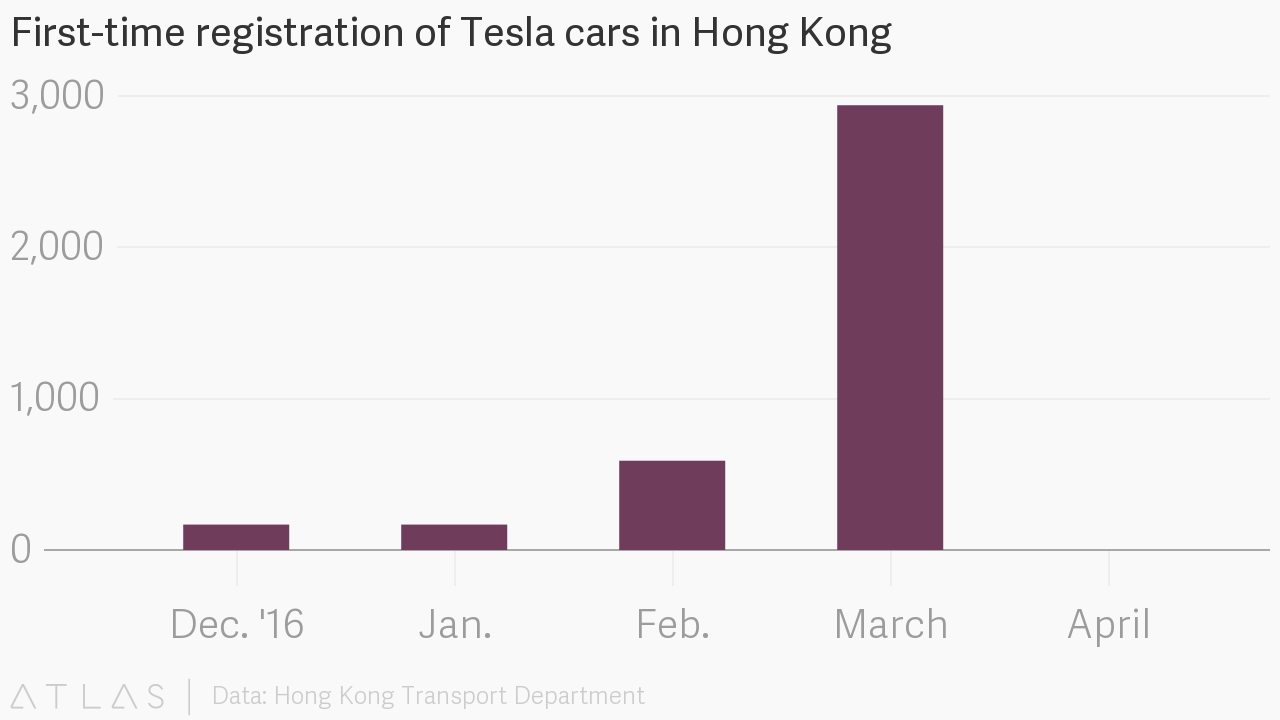 First-time registration of Tesla cars in Hong Kong
3,000
2,000
1,000
0
Dec. '16 Jan. Feb. March April
ATLAS | Data: Hong Kong Transport Department